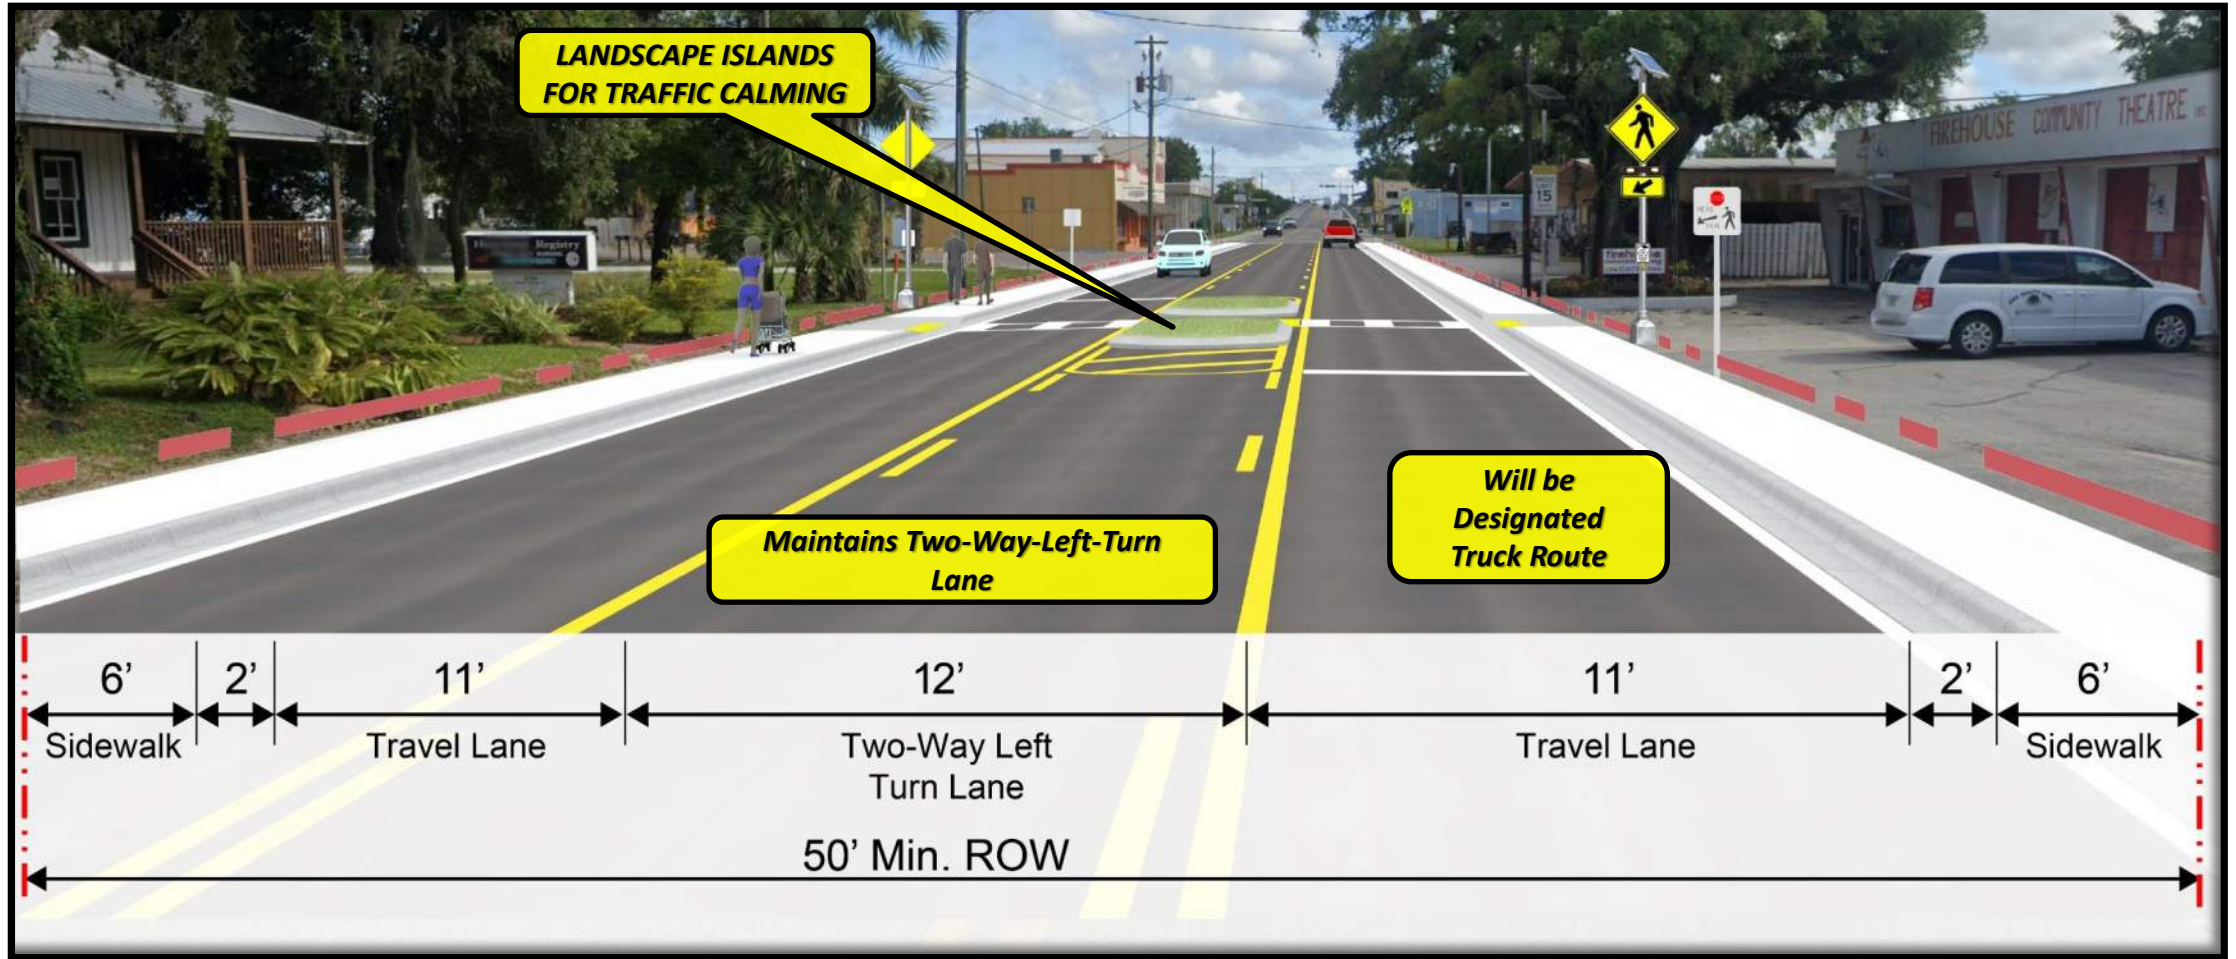 LANDSCAPE ISLANDS
FOR TRAFFIC CALMING
FIREHOUSE COMMUNITY THEATRE INC
Registry
15
Maintains Two-Way-Left-Turn
Lane
Will be
Designated
Truck Route
6’ 2’ 11’ 12’ 11’ 2’ 6’
Sidewalk Travel Lane Two-Way Left Travel Lane Sidewalk
Turn Lane
50’ Min. ROW